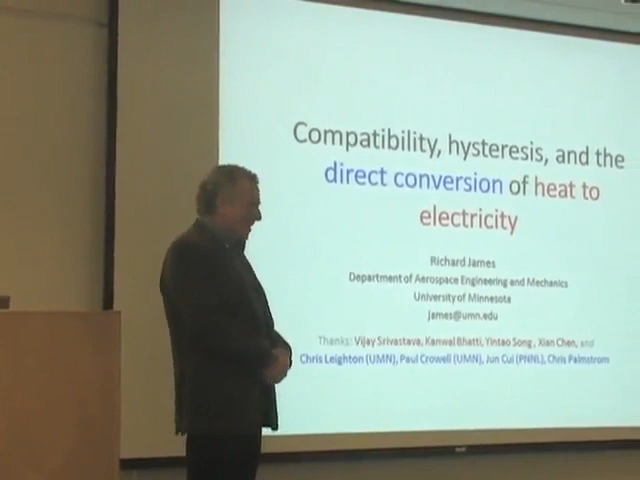 Compatibility, hysteresis, and the
direct conversion of heat to
electricity
Richard James
Department of Aerospace Engineering and Mechanics
University of Minnesota
james@umn.edu
Thanks: Vijay Srivastava, Kanwal Bhatti, Yintao Song, Xian Chen, and
Chris Leighton (UMN), Paul Crowell (UMN), Jun Cui (PNNL), Chris Palmstrom